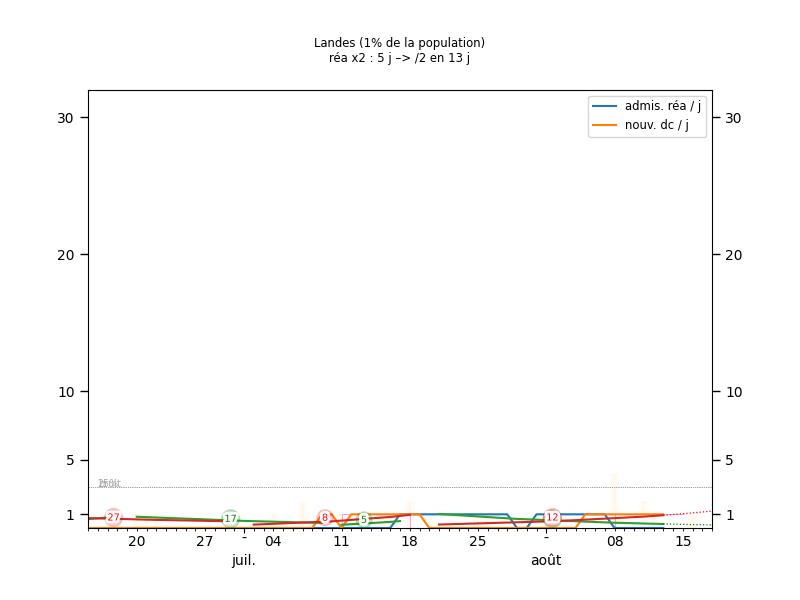 Landes (1% de la population)
réa x2 : 5 j –> /2 en 13 j
admis. réa / j
nouv. dc / j
30 30
20 20
10 10
5 5
1 1
-27 17 8 5 12
20 27 - 04 11 18 25 - 08 15
juil. août